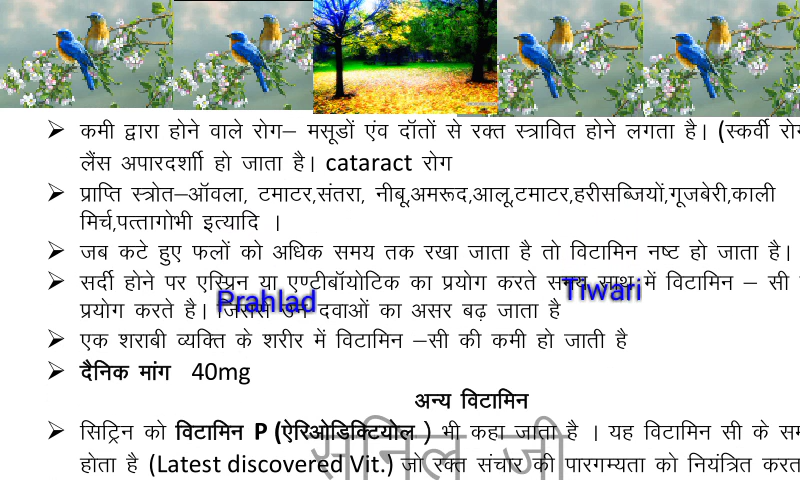 कमी द्वारा होने वाले रोग– मसूडों एंव दॉतों से रक्त स्त्रावित होने लगता है। (स्कर्वी रोग
लैंस अपारदर्शी हो जाता है। cataract रोग
प्राप्ति स्त्रोत–ऑवला, टमाटर,संतरा, नीबू,अमरूद,आलू,टमाटर,हरीसब्जियों,गूजबेरी,काली
मिर्च,पत्तागोभी इत्यादि ।
जब कटे हुए फलों को अधिक समय तक रखा जाता है तो विटामिन नष्ट हो जाता है।
सर्दी होने पर एस्प्रिन या एण्टीबॉयोटिक का प्रयोग करते समय साथ में विटामिन – सी
Prahlad Tiwari
प्रयोग करते है। जिससे उन दवाओं का असर बढ़ जाता है
एक शराबी व्यक्ति के शरीर में विटामिन –सी की कमी हो जाती है
दैनिक मांग 40mg
अन्य विटामिन
सिट्रिन को विटामिन P (ऐरिओडिक्टियोल ) भी कहा जाता है । यह विटामिन सी के
होता है (Latest discovered Vit.) जो रक्त संचार की पारगम्यता को नियंत्रित
सुनिल जी